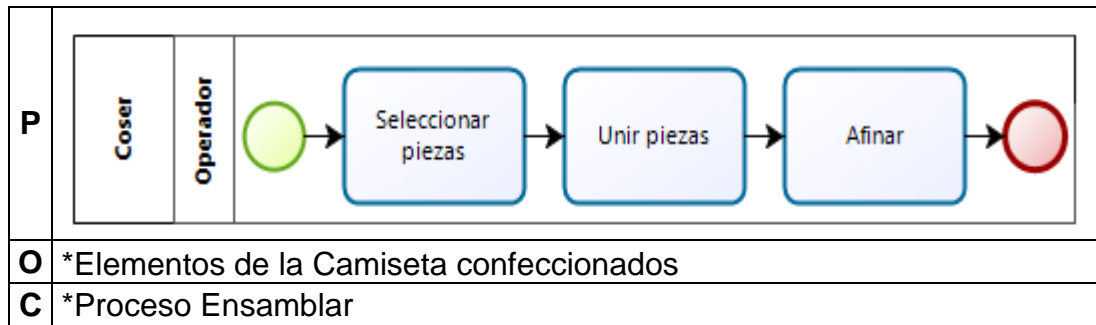 P
Coser
Operador
Seleccionar
piezas
Unir piezas
Afinar
O *Elementos de la Camiseta confeccionados
C *Proceso Ensamblar